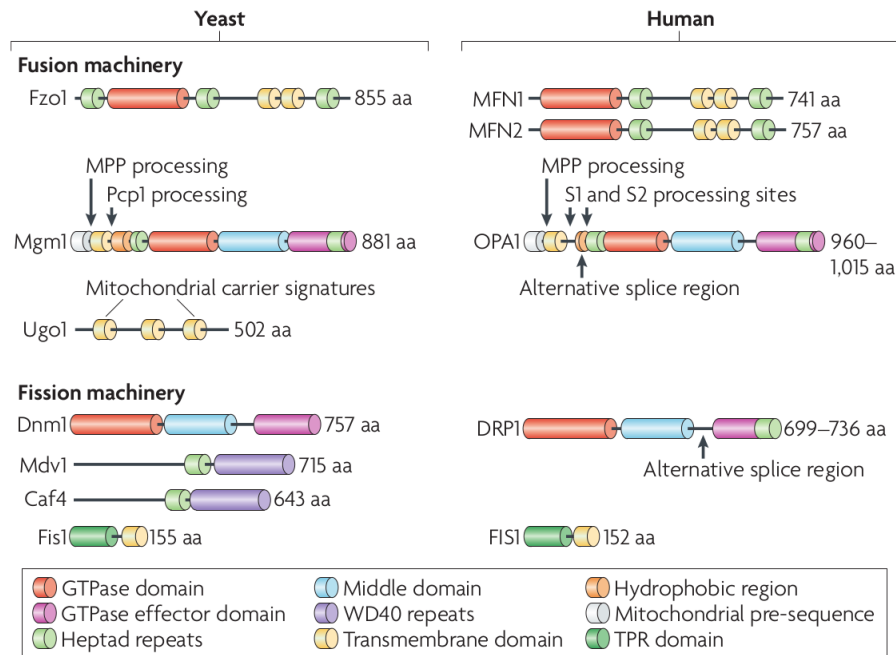 Yeast
Human
Fusion machinery
Fzo1 855 aa
MFN1 741 aa
MFN2 757 aa
MPP processing
Pcp1 processing
Mgm1 881 aa
MPP processing
S1 and S2 processing sites
OPA1 960–
1,015 aa
Alternative splice region
Mitochondrial carrier signatures
Ugo1 502 aa
Fission machinery
Dnm1 757 aa
DRP1 699–736 aa
Alternative splice region
Mdv1 715 aa
Caf4 643 aa
Fis1 155 aa
FIS1 152 aa
GTPase domain
Middle domain
Hydrophobic region
GTPase effector domain
WD40 repeats
Mitochondrial pre-sequence
Heptad repeats
Transmembrane domain
TPR domain